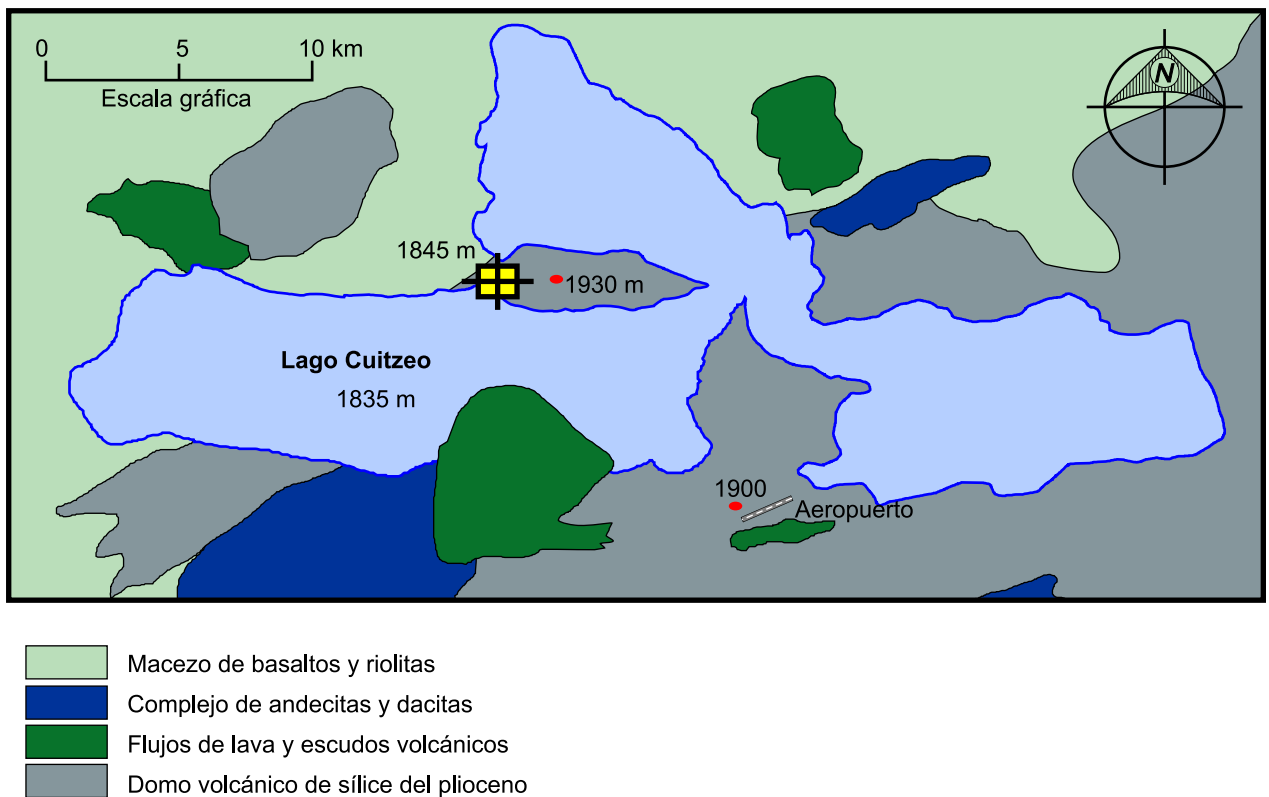 0 5 10 km
Escala gráfica
N
1845 m
1930 m
Lago Cuitzeo
1835 m
1900
Aeropuerto
Macezo de basaltos y riolitas
Complejo de andecitas y dacitas
Flujos de lava y escudos volcánicos
Domo volcánico de sílice del plioceno